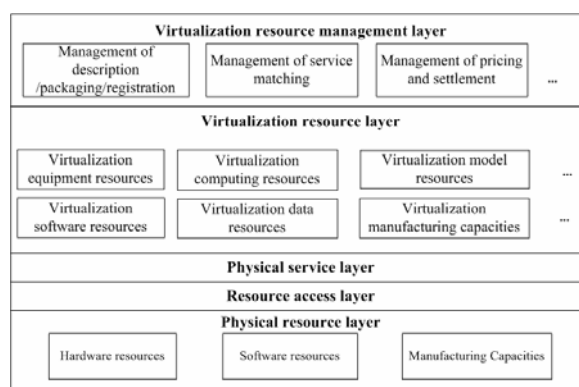 Virtualization resource management layer
Management of
description
/packaging/registration
Management of service
matching
Management of pricing
and settlement
...
Virtualization resource layer
Virtualization
equipment resources
Virtualization
computing resources
Virtualization model
resources
...
Virtualization
software resources
Virtualization data
resources
Virtualization
manufacturing capacities
...
Physical service layer
Resource access layer
Physical resource layer
Hardware resources
Software resources
Manufacturing Capacities